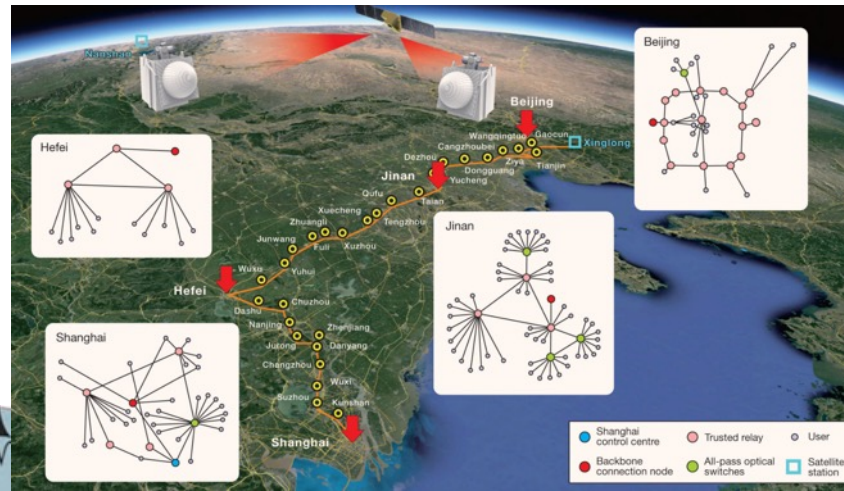 Nanshan
Beijing
Beijing
Wangqingtuo
Gaocun
Xinglong
Cangzhoubei
Dezhou
Ziya
Tianjin
Dongguang
Hefei
Jinan
Yucheng
Qufu
Taian
Xuecheng
Tengzhou
Zhuangli
Jinan
Junwang
Fuli
Xuzhou
Wuxu
Yuhui
Hefei
Dashu
Chuzhou
Shanghai
Nanjing
Zhenjiang
Jurong
Danyang
Changzhou
Wuxi
Suzhou
Kunshan
Shanghai
Shanghai
control centre
Trusted relay
User
Backbone
connection node
All-pass optical
switches
Satellite
station